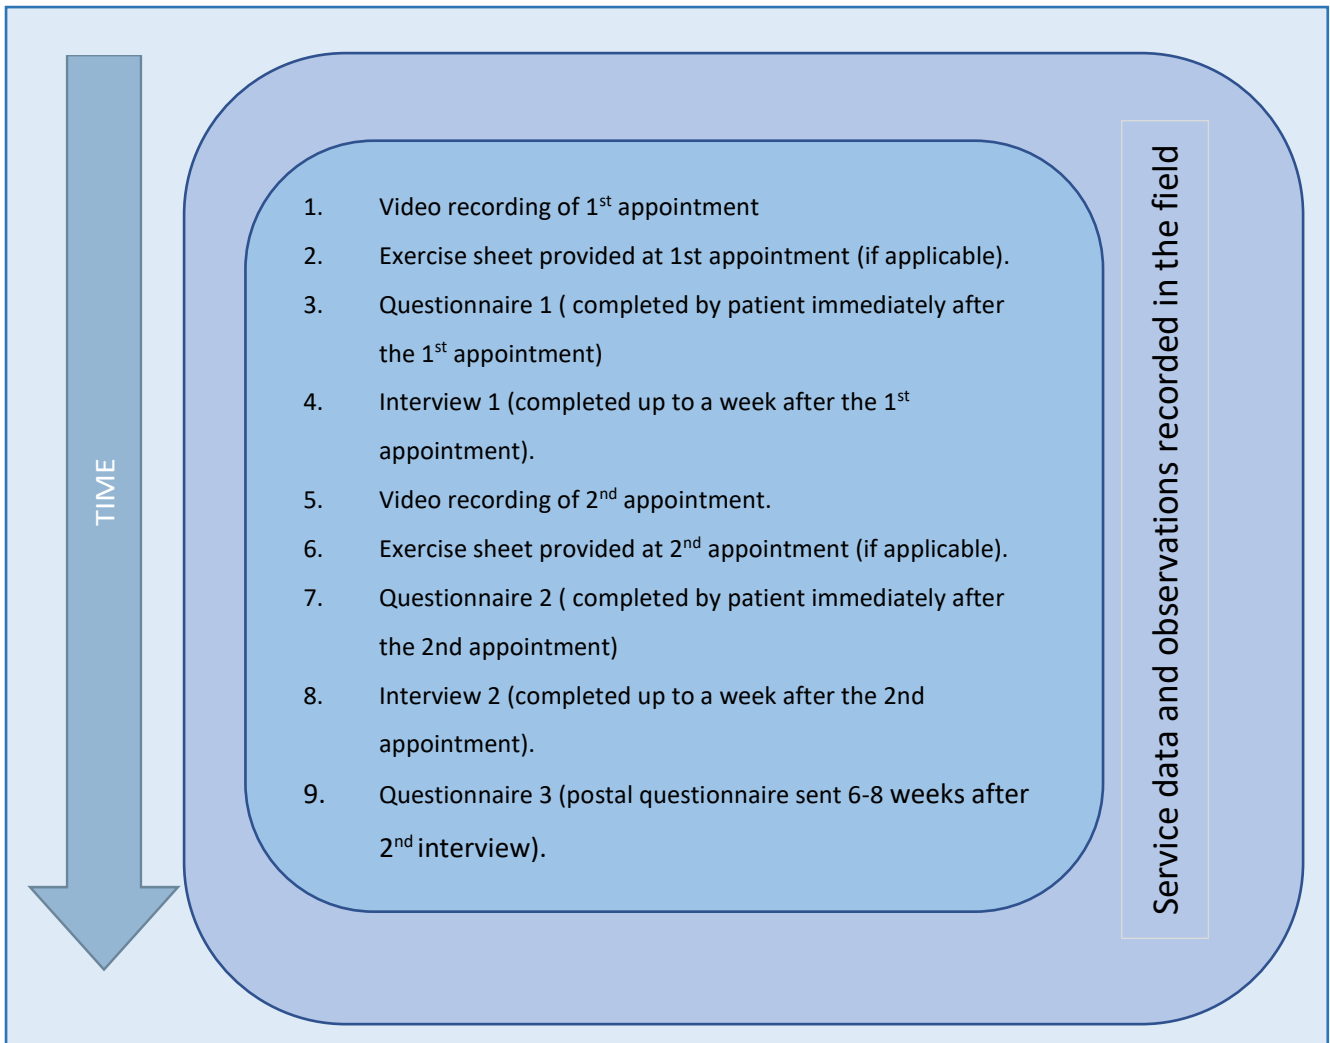 TIME
1. Video recording of 1st appointment
2. Exercise sheet provided at 1st appointment (if applicable).
3. Questionnaire 1 ( completed by patient immediately after
the 1st appointment)
4. Interview 1 (completed up to a week after the 1st
appointment).
5. Video recording of 2nd appointment.
6. Exercise sheet provided at 2nd appointment (if applicable).
7. Questionnaire 2 ( completed by patient immediately after
the 2nd appointment)
8. Interview 2 (completed up to a week after the 2nd
appointment).
9. Questionnaire 3 (postal questionnaire sent 6-8 weeks after
2nd interview).
Service data and observations recorded in the field